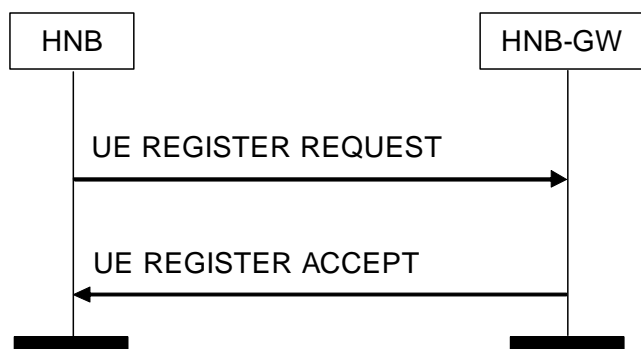 HNB
HNB-GW
UE REGISTER REQUEST
UE REGISTER ACCEPT